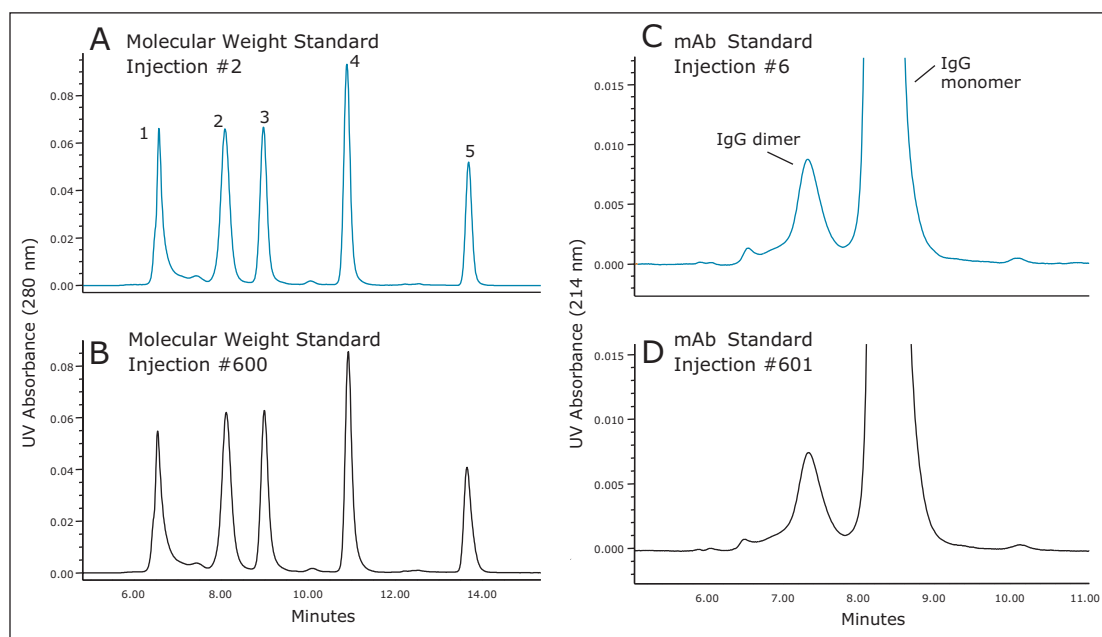 A
Molecular Weight Standard
Injection #2
0.08
0.06
0.04
0.02
0.00
1
2
3
4
5
B
Molecular Weight Standard
Injection #600
0.08
0.06
0.04
0.02
0.00
6.00
8.00
10.00
12.00
14.00
Minutes
UV Absorbance (280 nm)
C
mAb Standard
Injection #6
IgG
monomer
IgG dimer
0.015
0.010
0.005
0.000
D
mAb Standard
Injection #601
0.015
0.010
0.005
0.000
6.00
7.00
8.00
9.00
10.00
11.00
Minutes
UV Absorbance (214 nm)